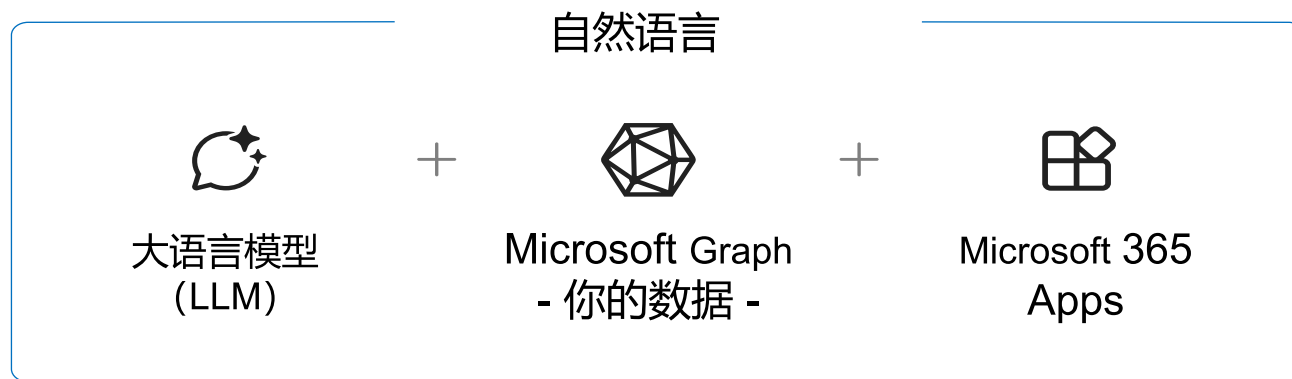 自然语言
大语言模型
(LLM)
Microsoft Graph
- 你的数据 -
Microsoft 365
Apps